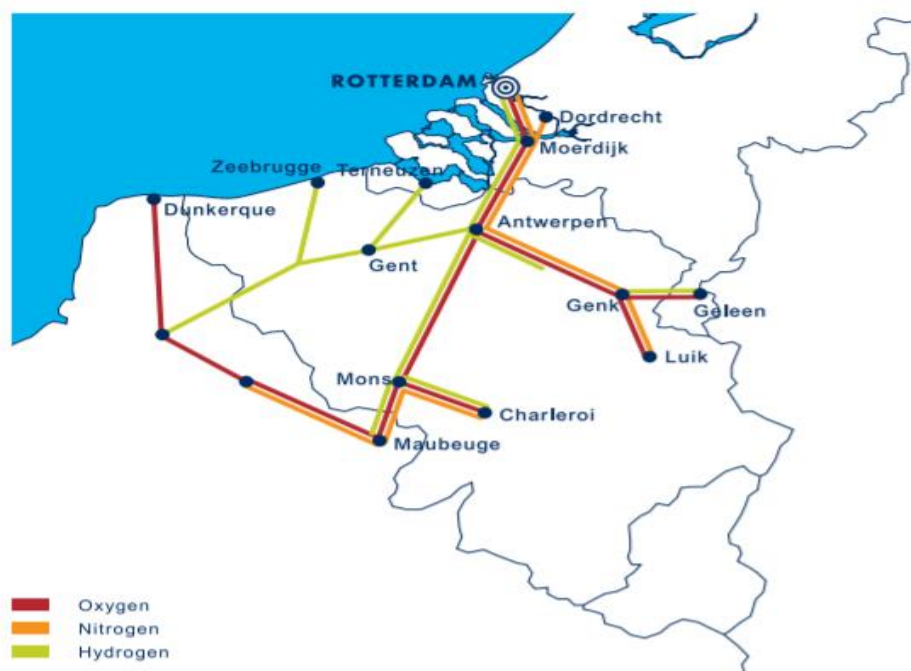 ROTTERDAM
Dordrecht
Moerdijk
Zeebrugge
Terneuzen
Dunkerque
Antwerpen
Gent
Genk
Geleen
Luik
Mons
Charleroi
Maubeuge
Oxygen
Nitrogen
Hydrogen